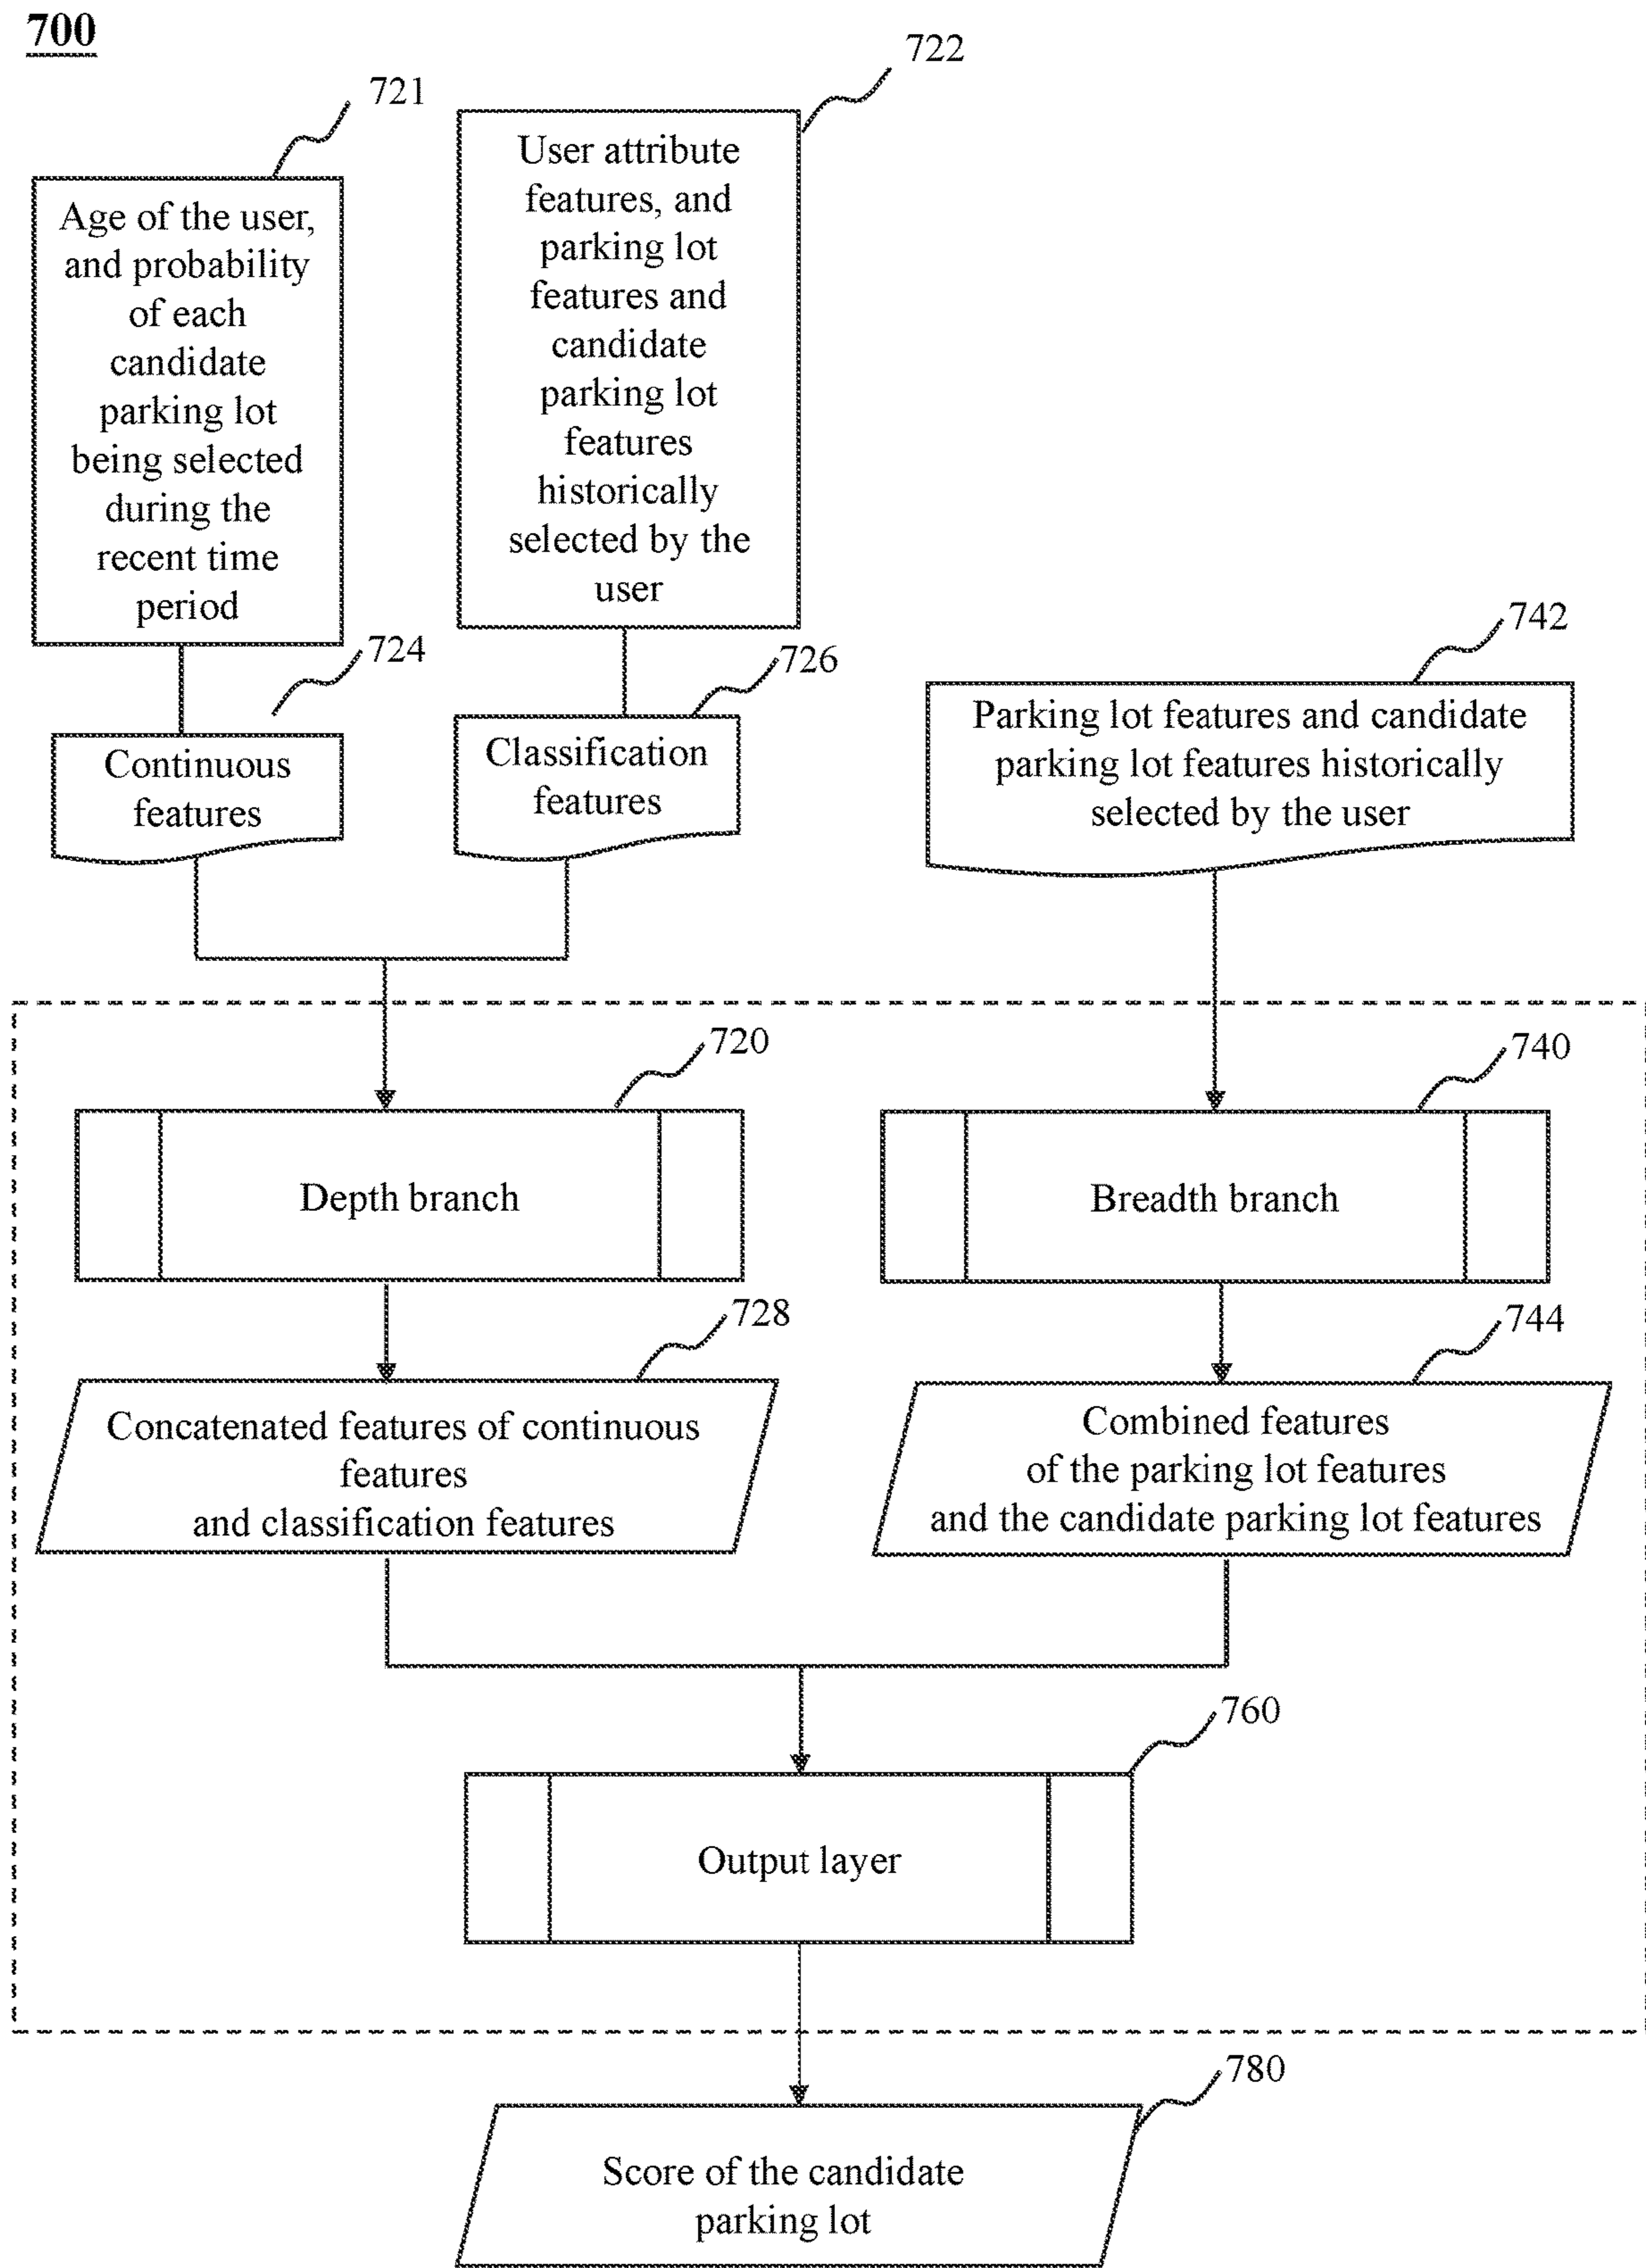 700
721
722
Age of the user,
and probability
of each
candidate
parking lot
being selected
during the
recent time
period
User attribute
features, and
parking lot
features and
candidate
parking lot
features
historically
selected by the
user
724
726
742
Continuous
features
Classification
features
Parking lot features and candidate
parking lot features historically
selected by the user
720
740
Depth branch
Breadth branch
728
744
Concatenated features of continuous
features
and classification features
Combined features
of the parking lot features
and the candidate parking lot features
760
Output layer
780
Score of the candidate
parking lot